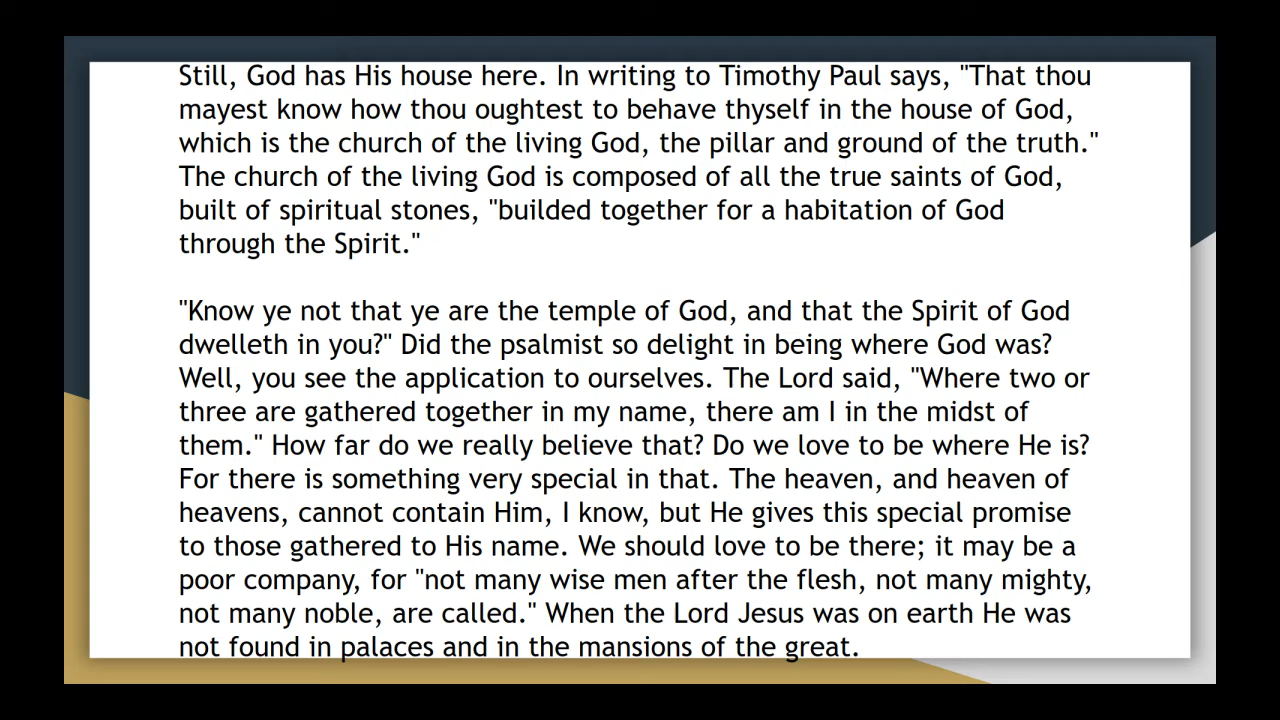 Still, God has His house here. In writing to Timothy Paul says, "That thou
mayest know how thou oughtest to behave thyself in the house of God,
which is the church of the living God, the pillar and ground of the truth."
The church of the living God is composed of all the true saints of God,
built of spiritual stones, "builded together for a habitation of God
through the Spirit."
"Know ye not that ye are the temple of God, and that the Spirit of God
dwelleth in you?" Did the psalmist so delight in being where God was?
Well, you see the application to ourselves. The Lord said, "Where two or
three are gathered together in my name, there am I in the midst of
them." How far do we really believe that? Do we love to be where He is?
For there is something very special in that. The heaven, and heaven of
heavens, cannot contain Him, I know, but He gives this special promise
to those gathered to His name. We should love to be there; it may be a
poor company, for "not many wise men after the flesh, not many mighty,
not many noble, are called." When the Lord Jesus was on earth He was
not found in palaces and in the mansions of the great.